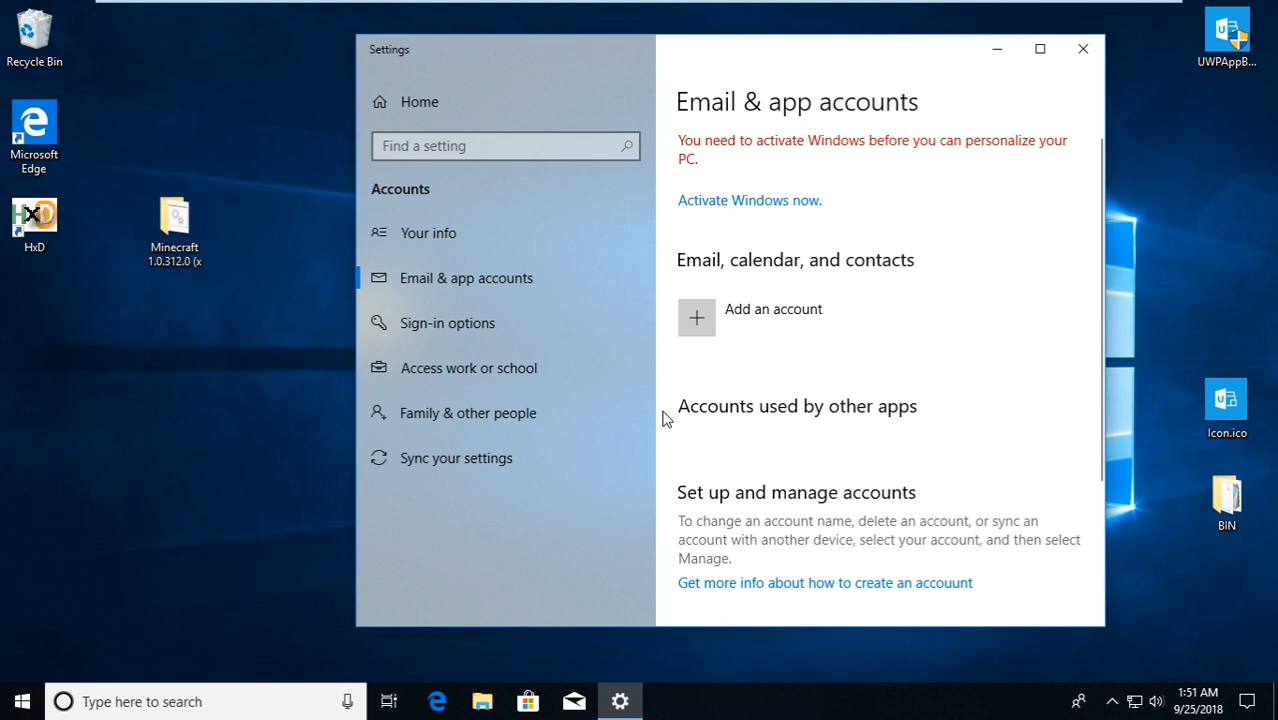 Recycle Bin
Microsoft
Edge
HxD
HxD
Minecraft
1.0.312.0 (x
Settings
Home
Find a setting
Accounts
Your info
Email & app accounts
Sign-in options
Access work or school
Family & other people
Sync your settings
Email & app accounts
You need to activate Windows before you can personalize your
PC.
Activate Windows now.
Email, calendar, and contacts
Add an account
Accounts used by other apps
Set up and manage accounts
To change an account name, delete an account, or sync an
account with another device, select your account, and then select
Manage.
Get more info about how to create an accouunt
UWPAppB...
Icon.ico
BIN
Type here to search
1:51 AM
9/25/2018